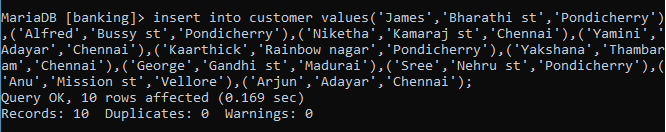 MariaDB [banking]> insert into customer values('James','Bharathi st','Pondicherry')
,('Alfred','Bussy st','Pondicherry'),('Niketha','Kamaraj st','Chennai'),('Yamini','
Adayar','Chennai'),('Kaarthick','Rainbow nagar','Pondicherry'),('Yakshana','Thambar
am','Chennai'),('George','Gandhi st','Madurai'),('Sree','Nehru st','Pondicherry'),(
'Anu','Mission st','Vellore'),('Arjun','Adayar','Chennai');
Query OK, 10 rows affected (0.169 sec)
Records: 10  Duplicates: 0  Warnings: 0